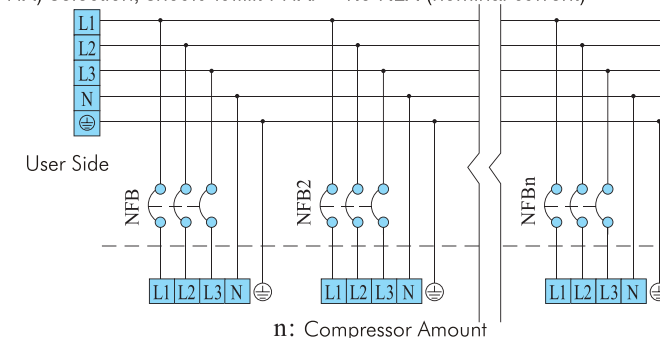 L1
L2
L3
N
User Side
NFB
NFB2
NFBn
L1 L2 L3 N
L1 L2 L3 N
L1 L2 L3 N
n: Compressor Amount